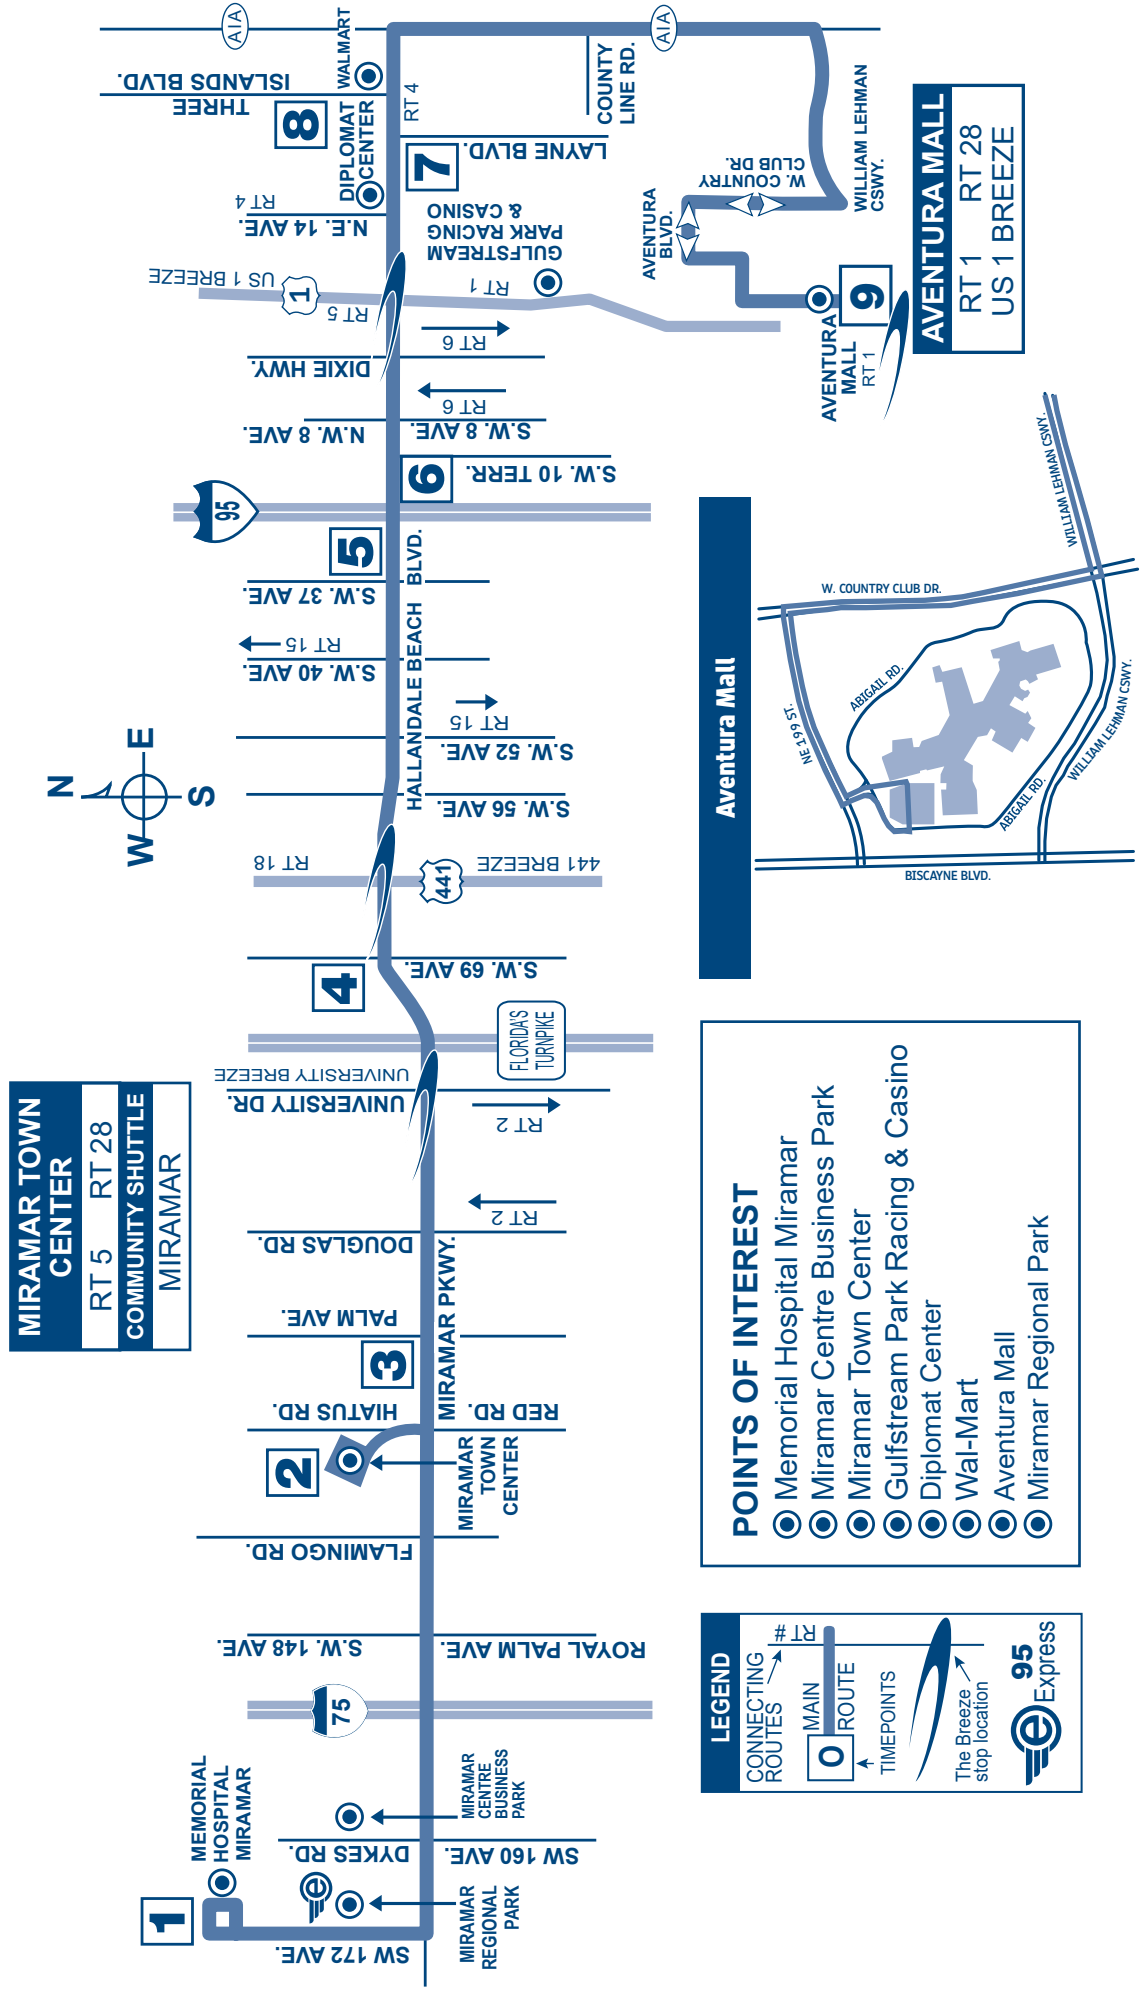 MIRAMAR TOWN
CENTER
RT 5 RT 28
COMMUNITY SHUTTLE
MIRAMAR
N
W
E
S
1
MEMORIAL
HOSPITAL
MIRAMAR
SW 172 AVE.
e
MIRAMAR
REGIONAL
PARK
DYKES RD.
SW 160 AVE.
MIRAMAR
CENTRE
BUSINESS
PARK
75
S.W. 148 AVE.
ROYAL PALM AVE.
FLAMINGO RD.
2
MIRAMAR
TOWN
CENTER
HIATUS RD
RED RD.
3
MIRAMAR PKWY.
PALM AVE.
DOUGLAS RD.
RT 2
UNIVERSITY DR.
UNIVERSITY BREEZE
RT 2
FLORIDA'S
TURNPIKE
4
S.W. 69 AVE.
RT 18
441
441 BREEZE
S.W. 56 AVE.
S.W. 52 AVE.
RT 15
HALLANDALE BEACH BLVD.
S.W. 40 AVE.
RT 15
S.W. 37 AVE.
5
95
6
S.W. 10 TERR.
N.W. 8 AVE.
S.W. 8 AVE.
RT 6
DIXIE HWY.
RT 6
RT 5
1
US 1 BREEZE
RT 1
GULFSTREAM
PARK RACING
& CASINO
N.E. 14 AVE.
RT 4
7
LAYNE BLVD.
8
DIPLOMAT
CENTER
WALMART
RT 4
THREE
ISLANDS BLVD.
A1A
COUNTY
LINE RD.
A1A
WILLIAM LEHMAN
CSWY.
W. COUNTRY
CLUB DR.
AVENTURA
BLVD.
9
AVENTURA
MALL
RT 1
AVENTURA MALL
RT 1 RT 28
US 1 BREEZE
LEGEND
CONNECTING
ROUTES
RT #
O
MAIN
ROUTE
TIMEPOINTS
The Breeze
stop location
e 95
Express
POINTS OF INTEREST
Memorial Hospital Miramar
Miramar Centre Business Park
Miramar Town Center
Gulfstream Park Racing & Casino
Diplomat Center
Wal-Mart
Aventura Mall
Miramar Regional Park
Aventura Mall
W. COUNTRY CLUB DR.
WILLIAM LEHMAN CSWY.
NE 199 ST.
ABIGAIL RD.
ABIGAIL RD.
WILLIAM LEHMAN CSWY.
BISCAYNE BLVD.